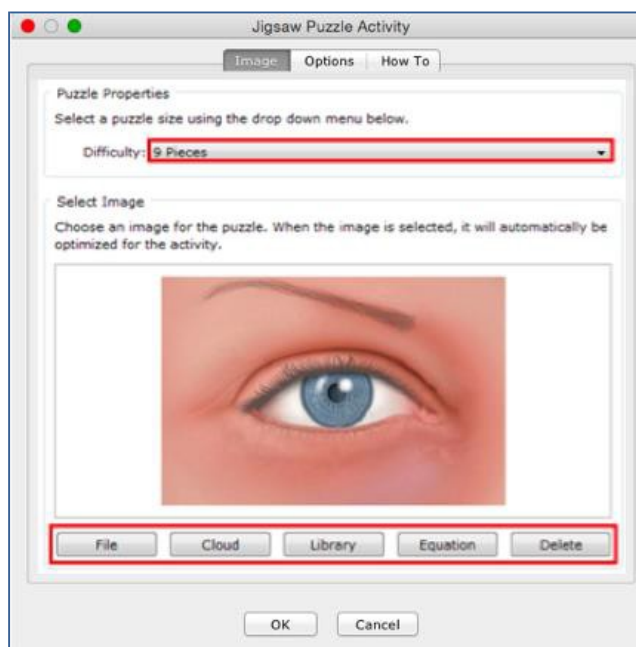 Jigsaw Puzzle Activity
Image Options How To
Puzzle Properties
Select a puzzle size using the drop down menu below.
Difficulty: 9 Pieces
Select Image
Choose an image for the puzzle. When the image is selected, it will automatically be
optimized for the activity.
File Cloud Library Equation Delete
OK Cancel